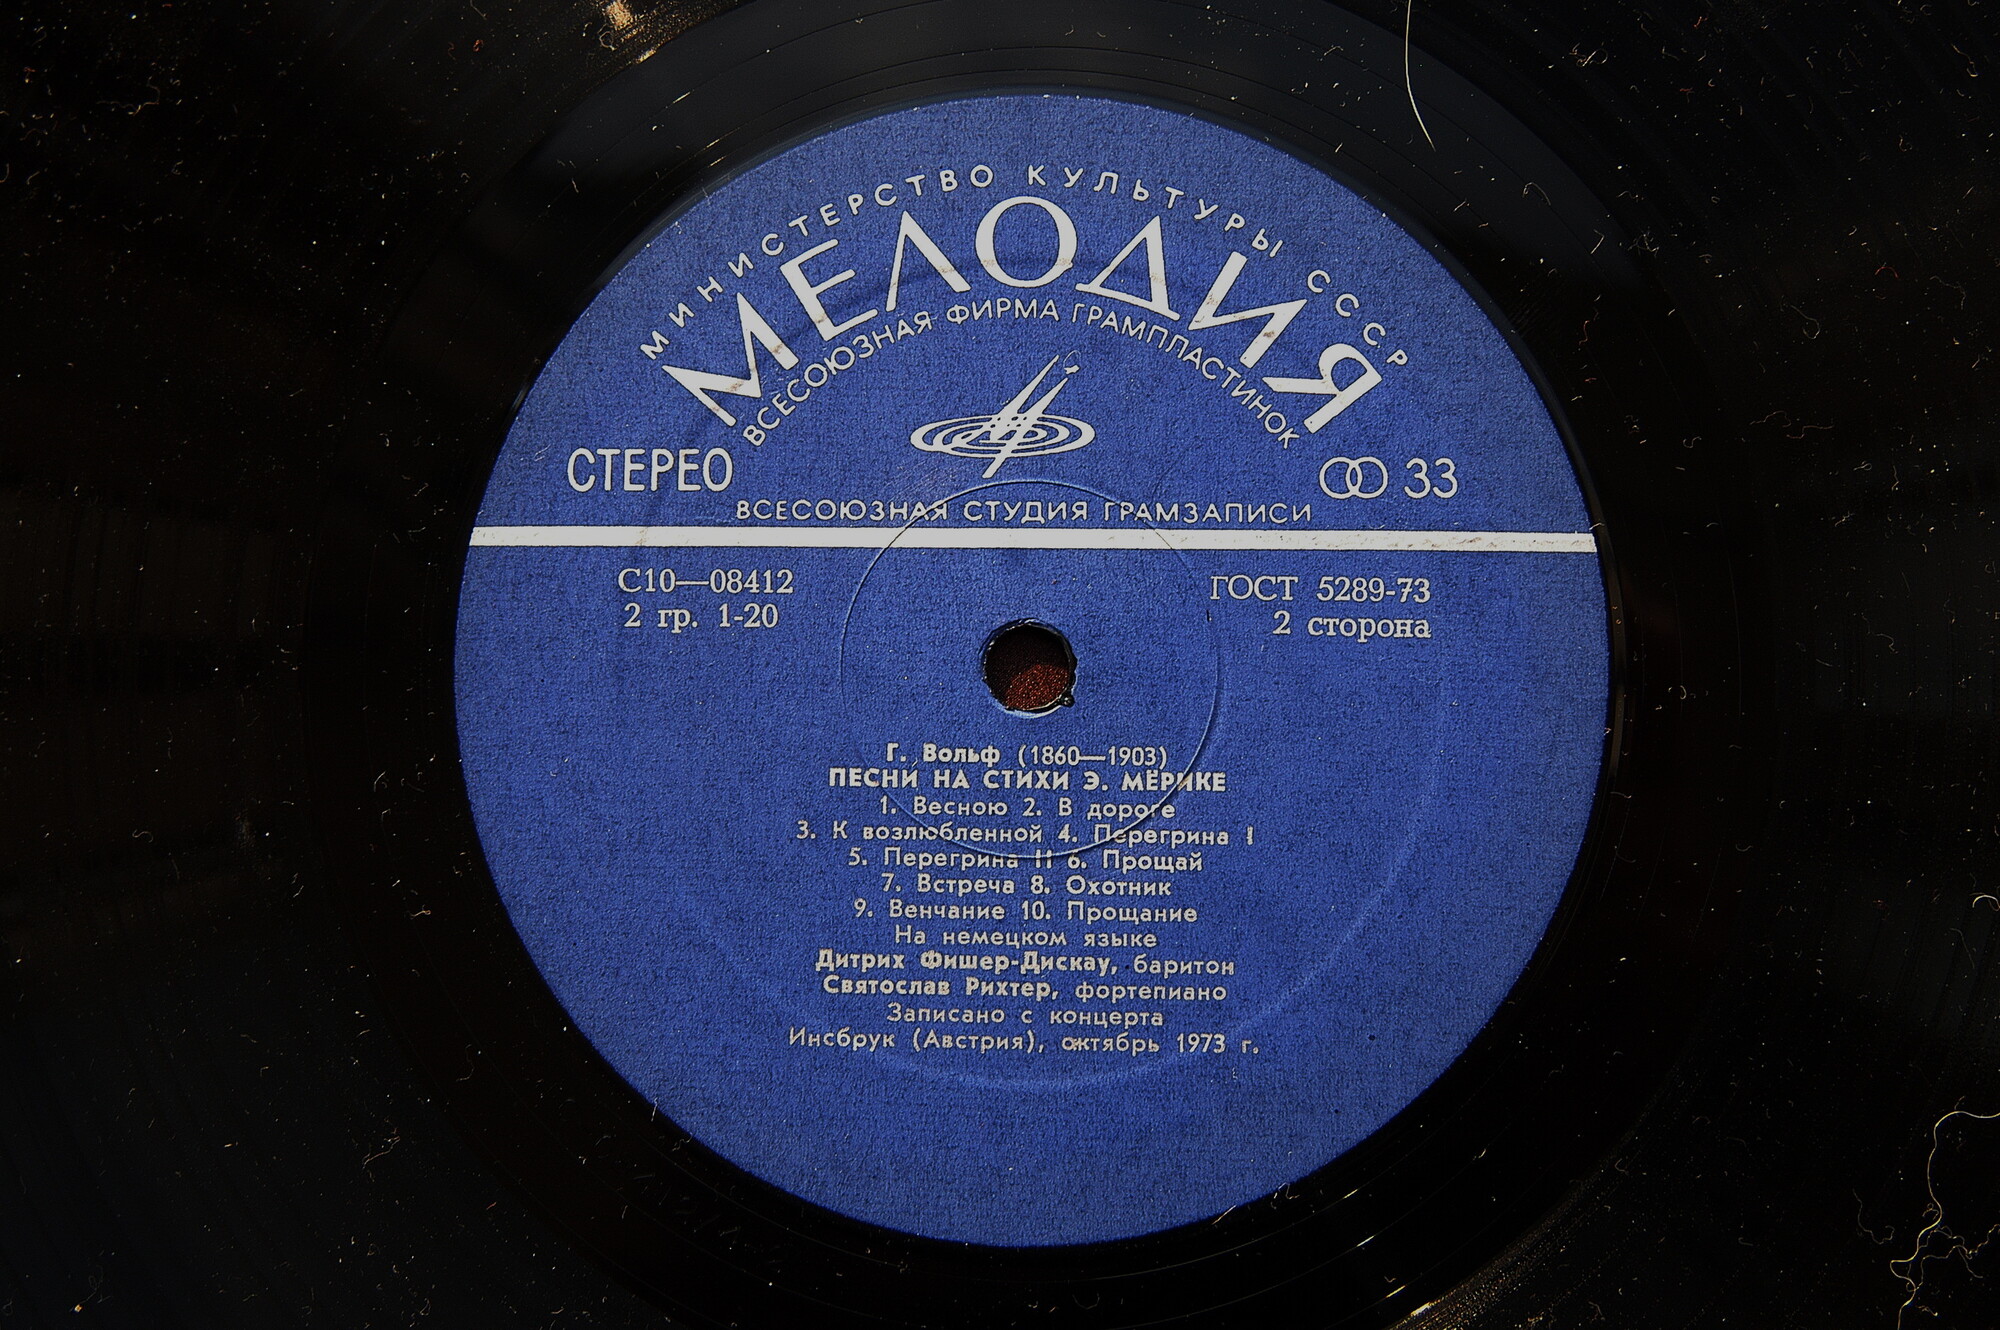 МИНИСТЕРСТВО КУЛЬТУРЫ СССР
МЕЛОДИЯ
ВСЕСОЮЗНАЯ ФИРМА ГРАМПЛАСТИНОК
СТЕРЕО
33
ВСЕСОЮЗНАЯ СТУДИЯ ГРАМЗАПИСИ
С10—08412
2 гр. 1-20
ГОСТ 5289-73
2 сторона
Г. Вольф (1860—1903)
ПЕСНИ НА СТИХИ Э. МЁРИКЕ
1. Весною 2. В дороге
3. К возлюбленной 4. Перегрина I
5. Перегрина II 6. Прощай
7. Встреча 8. Охотник
9. Венчание 10. Прощание
На немецком языке
Дитрих Фишер-Дискау, баритон
Святослав Рихтер, фортепиано
Записано с концерта
Инсбрук (Австрия), октябрь 1973 г.